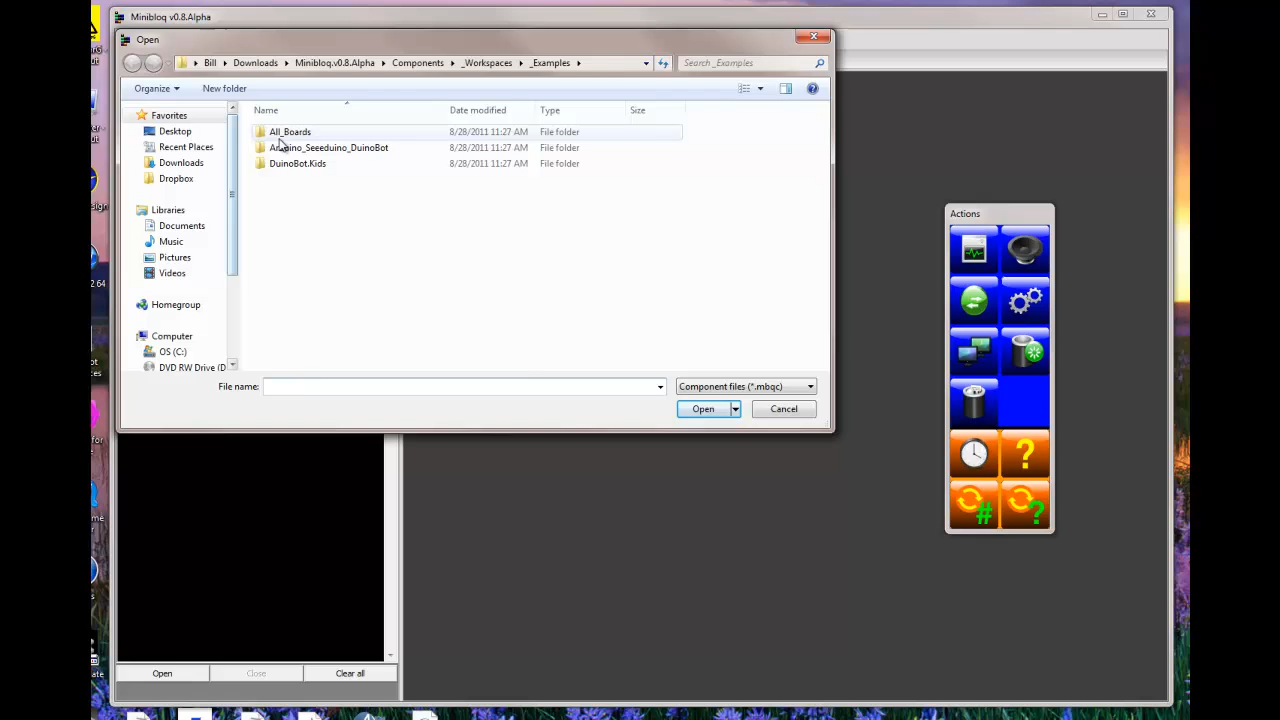 Minibloq v0.8.Alpha
Open
Bill
Downloads
Minibloq.v0.8.Alpha
Components
_Workspaces
_Examples
Search _Examples
Organize
New folder
Name
Date modified
Type
Size
Favorites
Desktop
Recent Places
Downloads
Dropbox
Libraries
Documents
Music
Pictures
Videos
Homegroup
Computer
OS (C:)
DVD RW Drive (D
All_Boards 8/28/2011 11:27 AM File folder
Seeeduino_DuinoBot 8/28/2011 11:27 AM File folder
DuinoBot.Kids 8/28/2011 11:27 AM File folder
File name:
Component files (*.mbqc)
Open
Cancel
Actions
?
#
?
Open
Close
Clear all